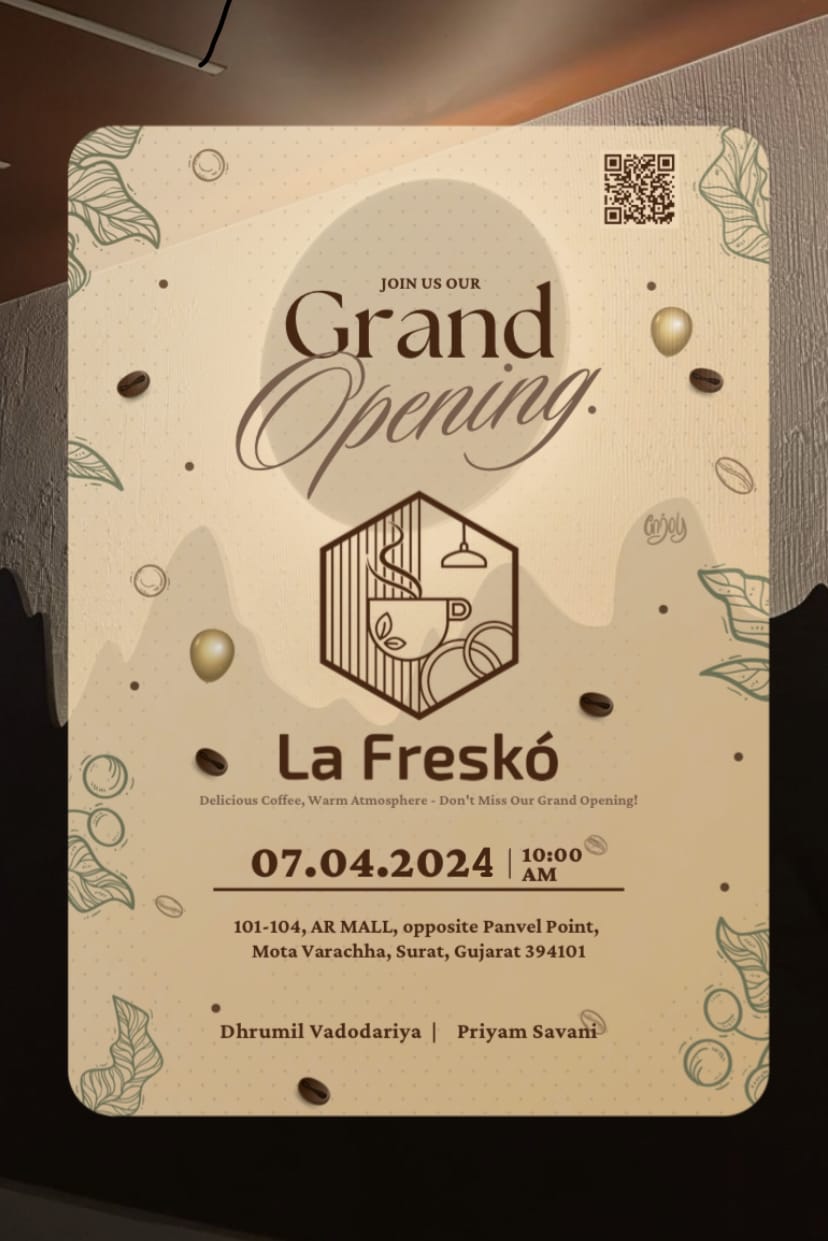 JOIN US OUR
Grand
Opening.
enjoy
La Freskó
Delicious Coffee, Warm Atmosphere - Don't Miss Our Grand Opening!
07.04.2024 | 10:00
AM
101-104, AR MALL, opposite Panvel Point,
Mota Varachha, Surat, Gujarat 394101
Dhrumil Vadodariya | Priyam Savani